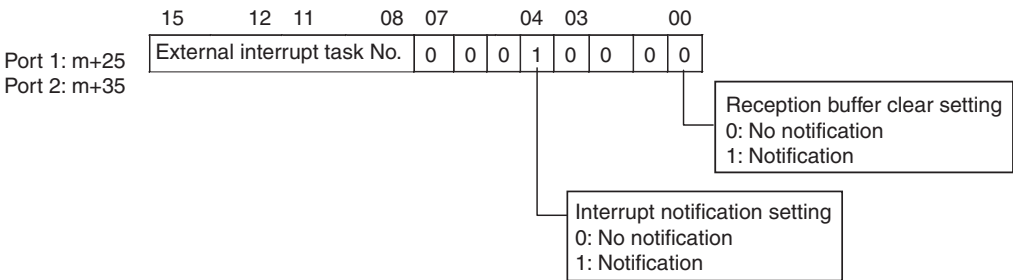 15 12 11 08 07 04 03 00
Port 1: m+25
Port 2: m+35
External interrupt task No. 0 0 0 1 0 0 0 0
Reception buffer clear setting
0: No notification
1: Notification
Interrupt notification setting
0: No notification
1: Notification